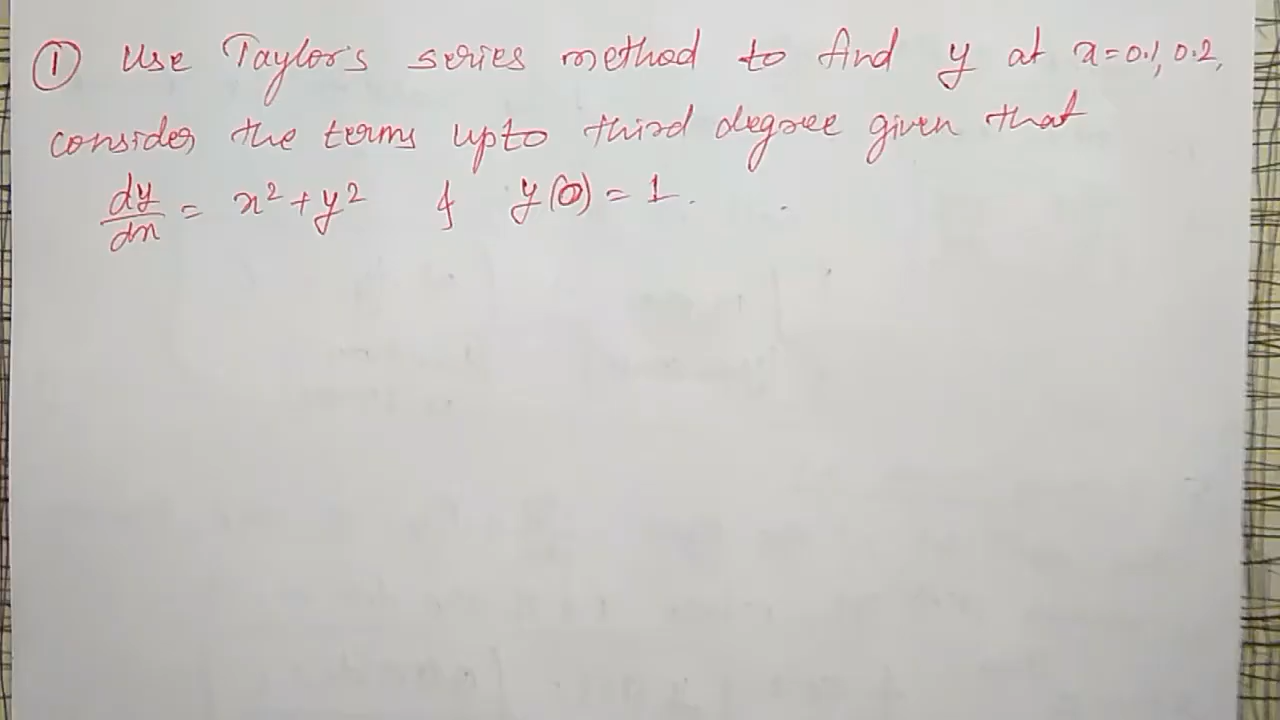 ① Use Taylor's series method to find y at x=0.1, 0.2,
consider the terms upto third degree given that
dy/dx = x² + y² & y(0) = 1.